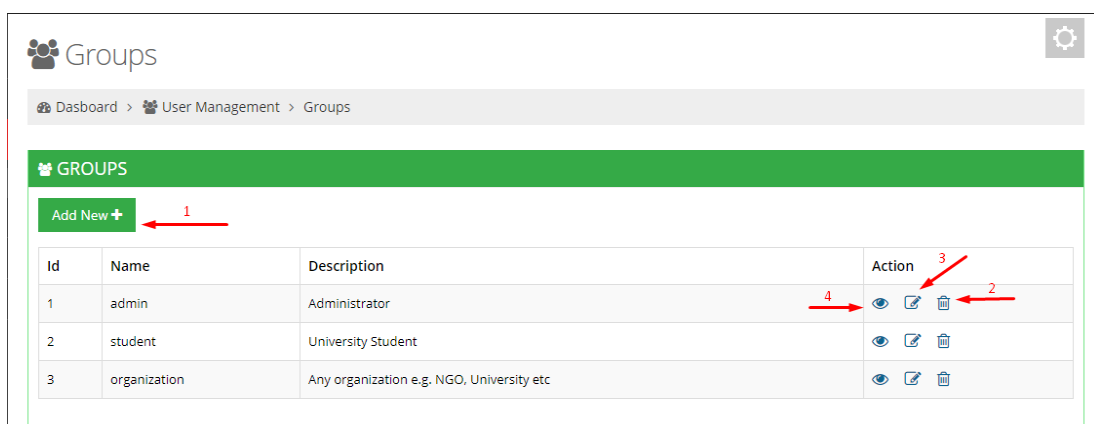 Groups
Dasboard > User Management > Groups
GROUPS
Add New + 1
Id Name Description Action 3
1 admin Administrator 4 2
2 student University Student
3 organization Any organization e.g. NGO, University etc